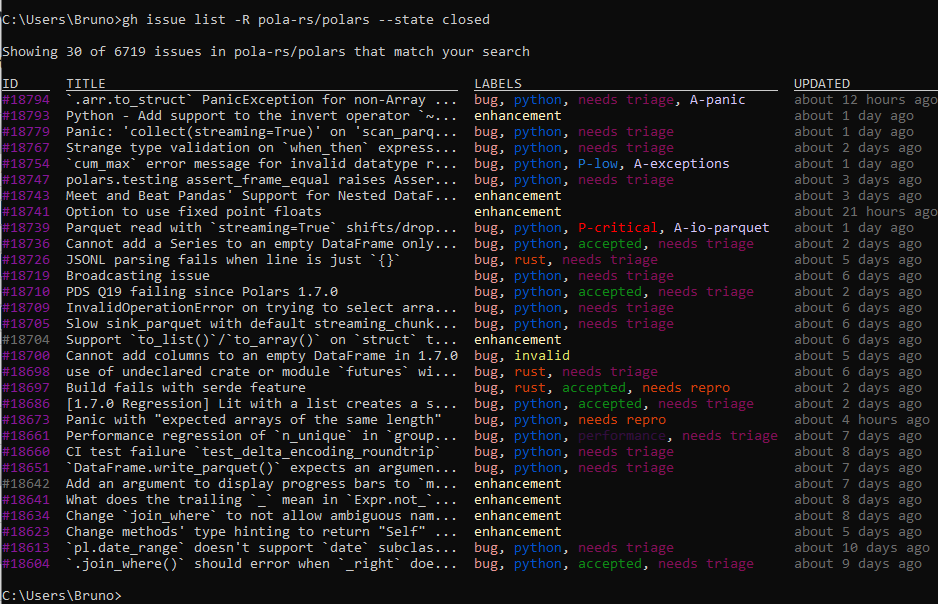 C:\Users\Bruno>gh issue list -R pola-rs/polars --state closed
Showing 30 of 6719 issues in pola-rs/polars that match your search
ID TITLE LABELS UPDATED
#18794 `.arr.to_struct` PanicException for non-Array ... bug, python, needs triage, A-panic about 12 hours ago
#18793 Python - Add support to the invert operator `~... enhancement about 1 day ago
#18779 Panic: 'collect(streaming=True)' on 'scan_parq... bug, python, needs triage about 1 day ago
#18767 Strange type validation on `when_then` express... bug, python, needs triage about 2 days ago
#18754 `cum_max` error message for invalid datatype r... bug, python, P-low, A-exceptions about 1 day ago
#18747 polars.testing assert_frame_equal raises Asser... bug, python, needs triage about 3 days ago
#18743 Meet and Beat Pandas' Support for Nested DataF... enhancement about 3 days ago
#18741 Option to use fixed point floats enhancement about 21 hours ago
#18739 Parquet read with `streaming=True` shifts/drop... bug, python, P-critical, A-io-parquet about 1 day ago
#18736 Cannot add a Series to an empty DataFrame only... bug, python, accepted, needs triage about 2 days ago
#18726 JSONL parsing fails when line is just `{}` bug, rust, needs triage about 5 days ago
#18719 Broadcasting issue bug, python, needs triage about 6 days ago
#18710 PDS Q19 failing since Polars 1.7.0 bug, python, accepted, needs triage about 2 days ago
#18709 InvalidOperationError on trying to select arra... bug, python, needs triage about 6 days ago
#18705 Slow sink_parquet with default streaming_chunk... bug, python, needs triage about 6 days ago
#18704 Support `to_list()`/`to_array()` on `struct` t... enhancement about 6 days ago
#18700 Cannot add columns to an empty DataFrame in 1.7.0 bug, invalid about 5 days ago
#18698 use of undeclared crate or module `futures` wi... bug, rust, needs triage about 6 days ago
#18697 Build fails with serde feature bug, rust, accepted, needs repro about 2 days ago
#18686 [1.7.0 Regression] Lit with a list creates a s... bug, python, accepted, needs triage about 2 days ago
#18673 Panic with "expected arrays of the same length" bug, python, needs repro about 4 hours ago
#18661 Performance regression of `n_unique` in `group... bug, python, performance, needs triage about 7 days ago
#18660 CI test failure `test_delta_encoding_roundtrip` bug, python, needs triage about 8 days ago
#18651 `DataFrame.write_parquet()` expects an argumen... bug, python, needs triage about 7 days ago
#18642 Add an argument to display progress bars to `m... enhancement about 7 days ago
#18641 What does the trailing `_` mean in `Expr.not_`... enhancement about 8 days ago
#18634 Change `join_where` to not allow ambiguous nam... enhancement about 8 days ago
#18623 Change methods' type hinting to return "Self" ... enhancement about 5 days ago
#18613 `pl.date_range` doesn't support `date` subclas... bug, python, needs triage about 10 days ago
#18604 `.join_where()` should error when `_right` doe... bug, python, accepted, needs triage about 9 days ago
C:\Users\Bruno>